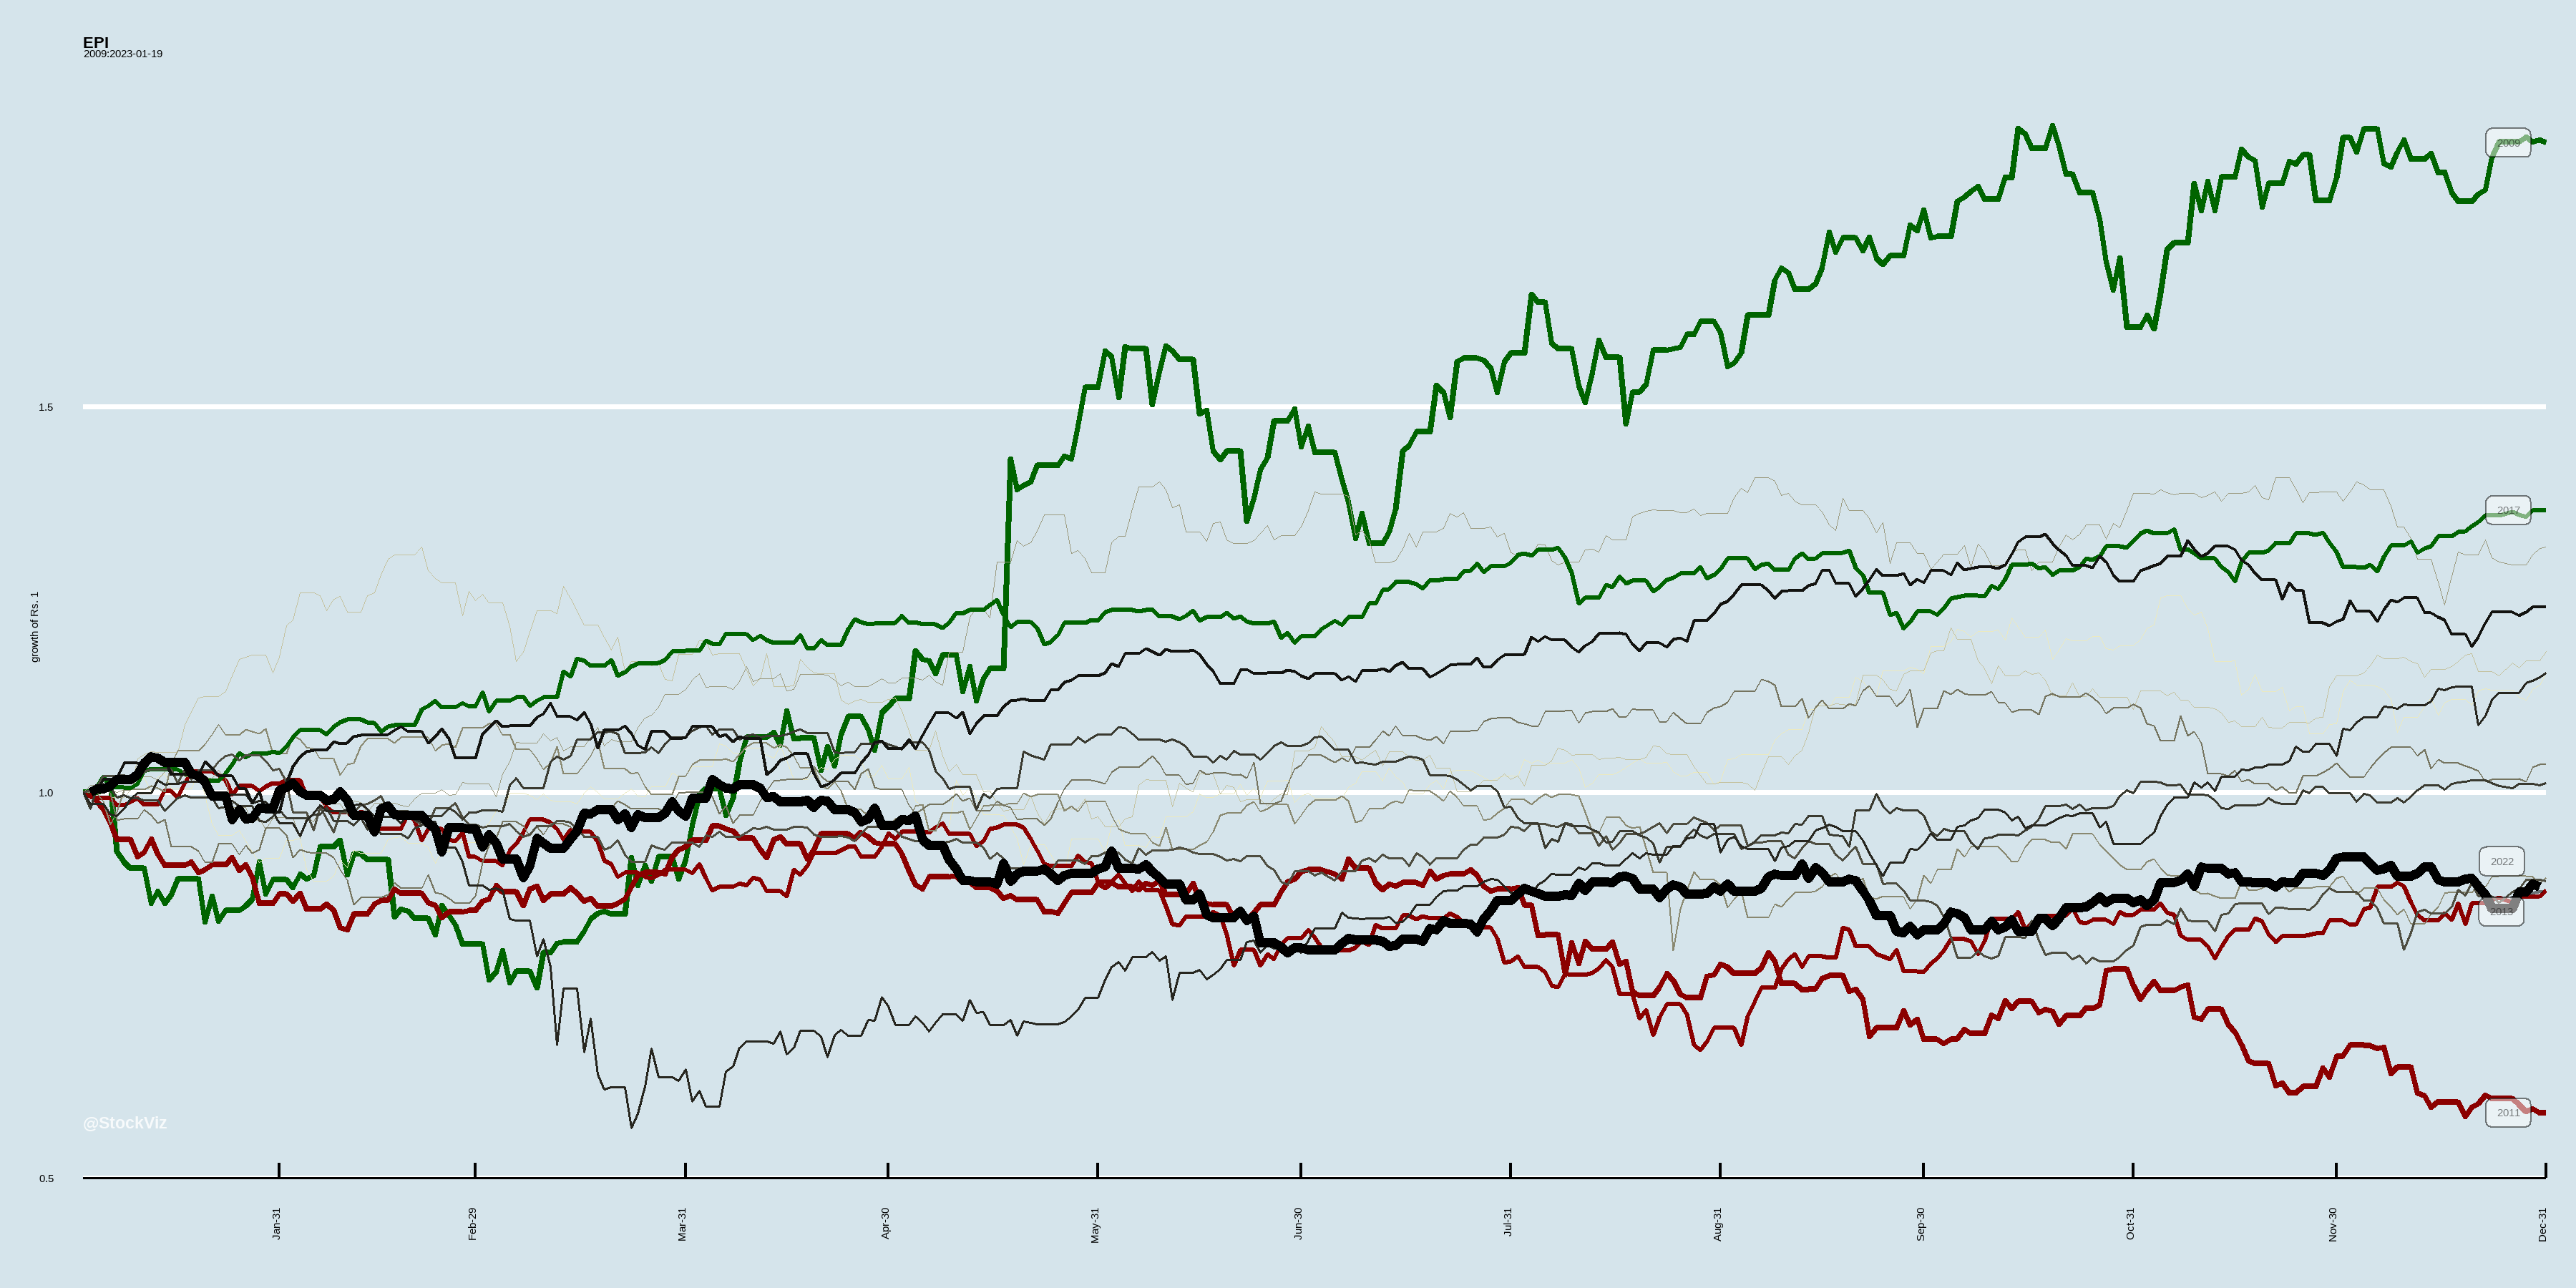 EPI
2009:2023-01-19
2009
1.5
2017
growth of Rs. 1
1.0
2022
2013
2011
@StockViz
0.5
Jan-31
Feb-29
Mar-31
Apr-30
May-31
Jun-30
Jul-31
Aug-31
Sep-30
Oct-31
Nov-30
Dec-31